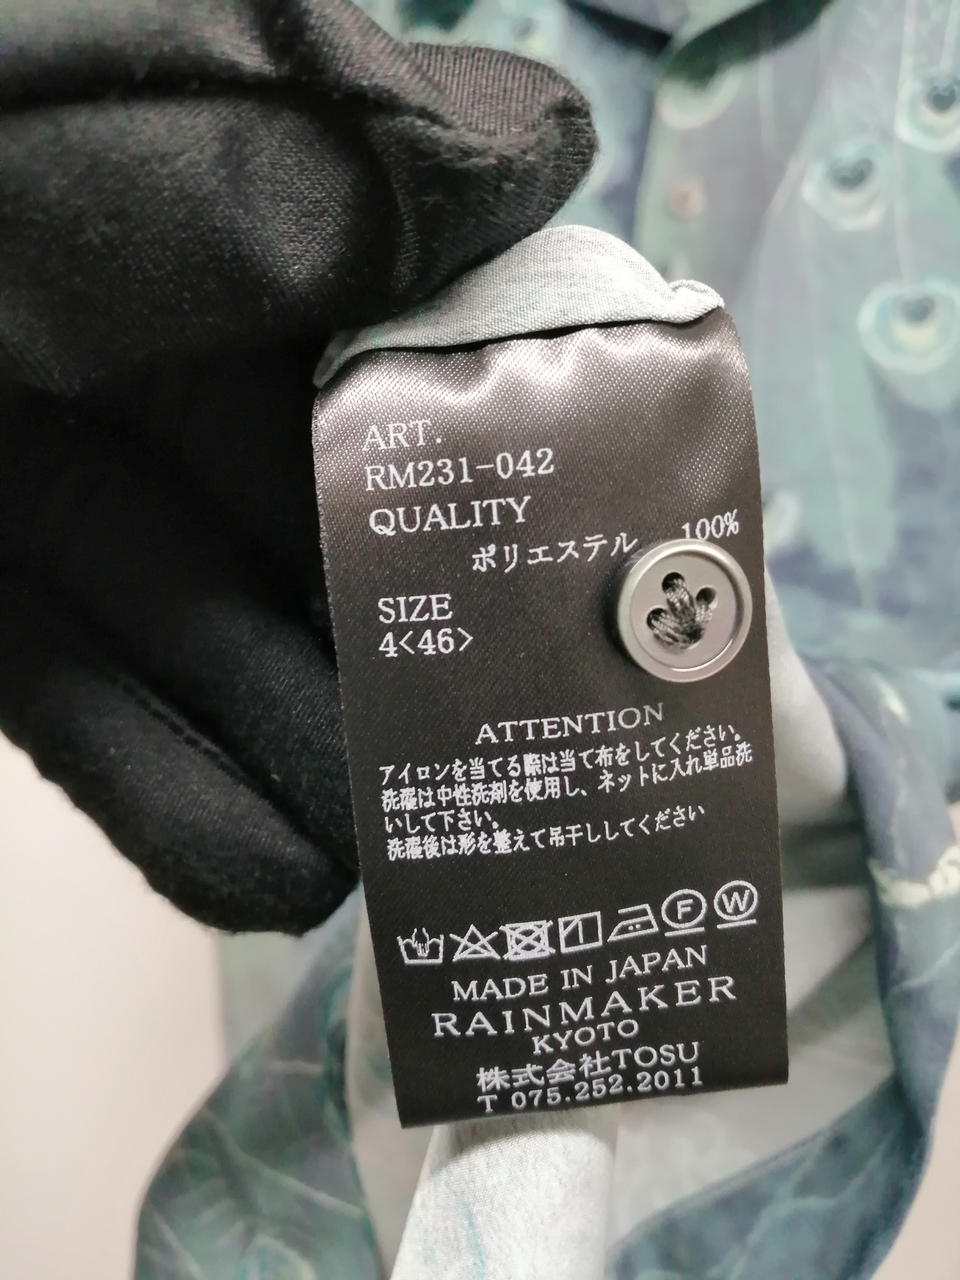 ART.
RM231-042
QUALITY
ポリエステル 100%
SIZE
4<46>
ATTENTION
アイロンを当てる際は当て布をしてください。
洗濯は中性洗剤を使用し、ネットに入れ単品洗
いして下さい。
洗濯後は形を整えて吊干ししてください
F W
MADE IN JAPAN
RAINMAKER
KYOTO
株式会社TOSU
T 075.252.2011